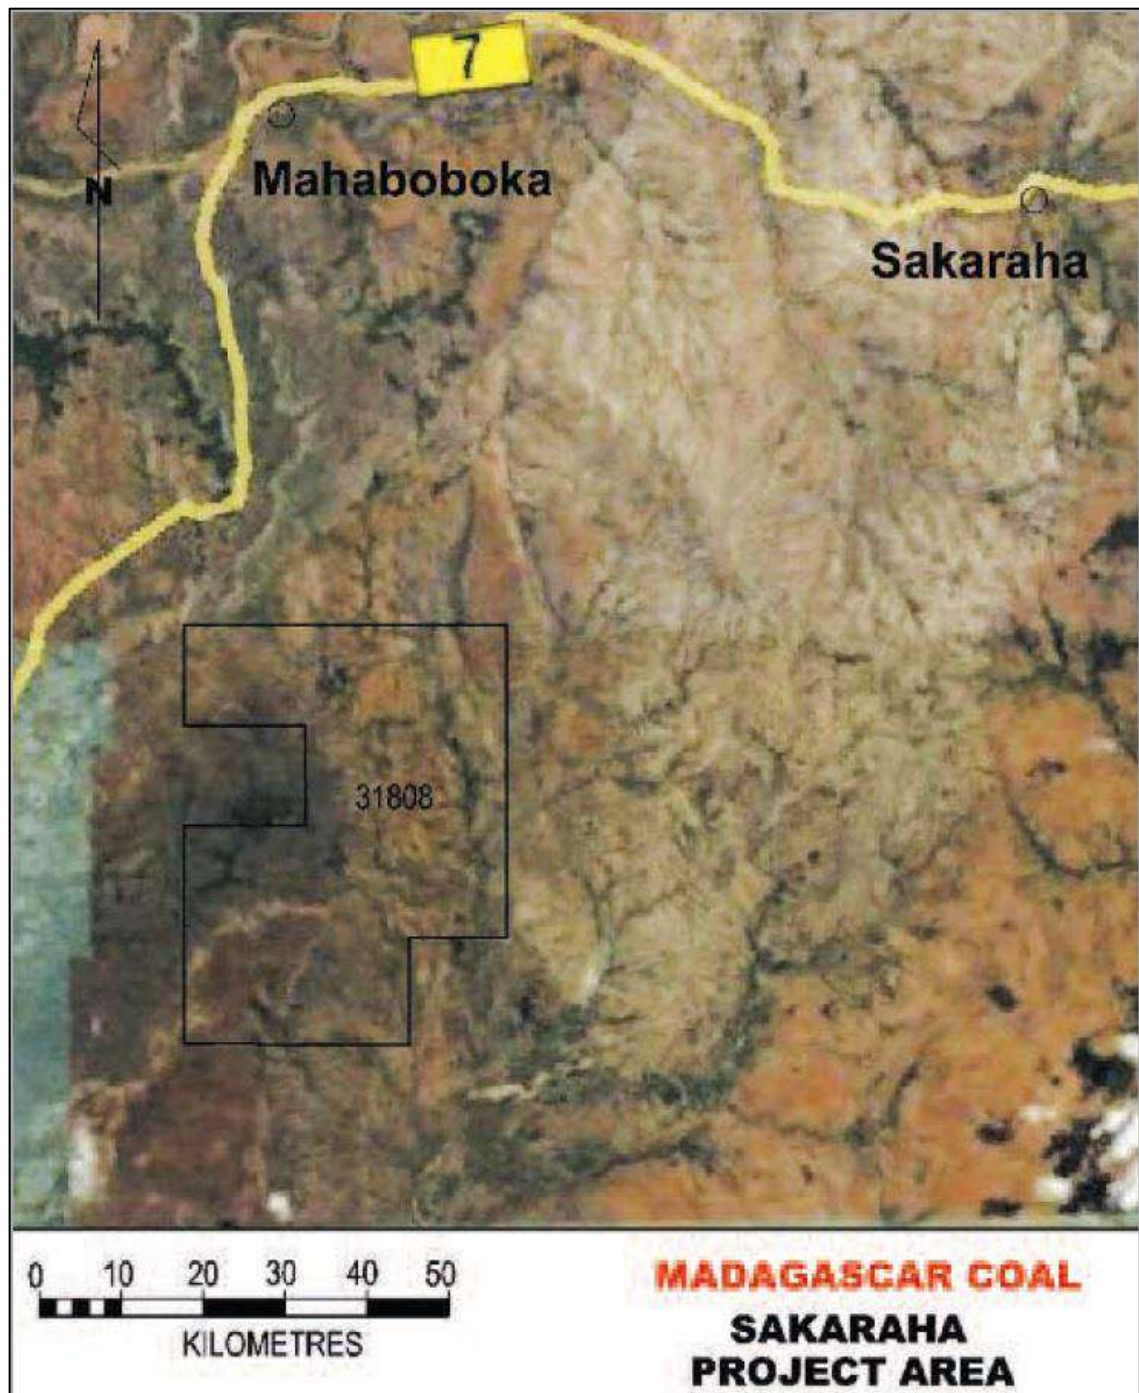 7
Mahaboboka
N
Sakaraha
31808
0 10 20 30 40 50
KILOMETRES
MADAGASCAR COAL
SAKARAHA
PROJECT AREA